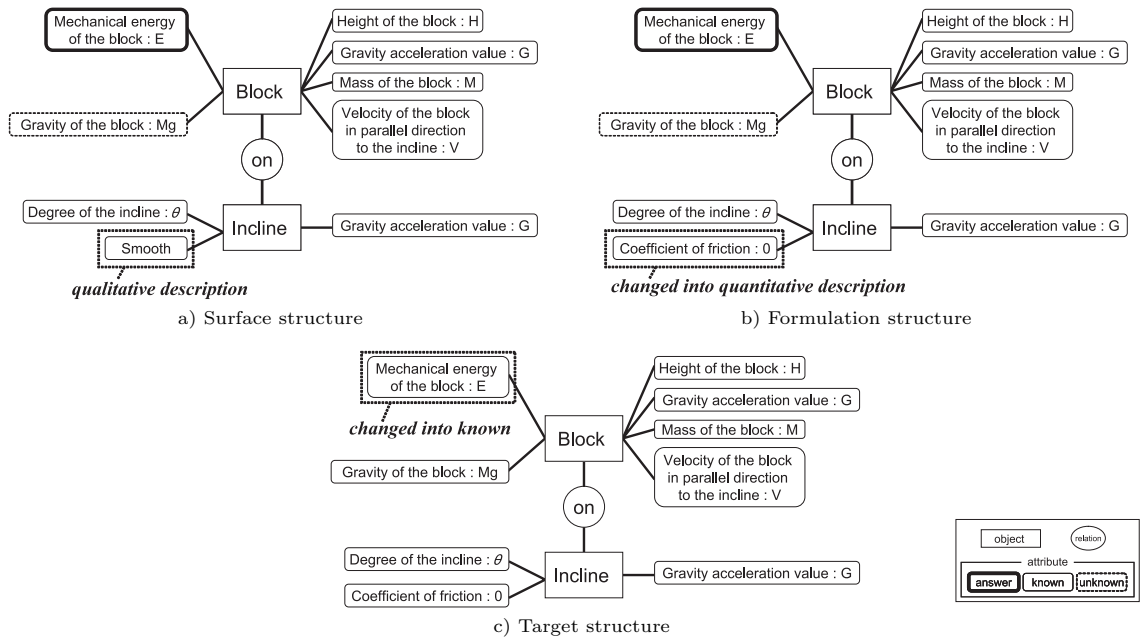 Mechanical energy
of the block : E
Height of the block : H
Gravity acceleration value : G
Mass of the block : M
Velocity of the block
in parallel direction
to the incline : V
Block
Gravity of the block : Mg
on
Degree of the incline : θ
Smooth
Incline
Gravity acceleration value : G
qualitative description
a) Surface structure
Mechanical energy
of the block : E
Height of the block : H
Gravity acceleration value : G
Mass of the block : M
Velocity of the block
in parallel direction
to the incline : V
Block
Gravity of the block : Mg
on
Degree of the incline : θ
Coefficient of friction : 0
Incline
Gravity acceleration value : G
changed into quantitative description
b) Formulation structure
Mechanical energy
of the block : E
changed into known
Height of the block : H
Gravity acceleration value : G
Mass of the block : M
Velocity of the block
in parallel direction
to the incline : V
Block
Gravity of the block : Mg
on
Degree of the incline : θ
Coefficient of friction : 0
Incline
Gravity acceleration value : G
c) Target structure
object
relation
attribute
answer
known
unknown